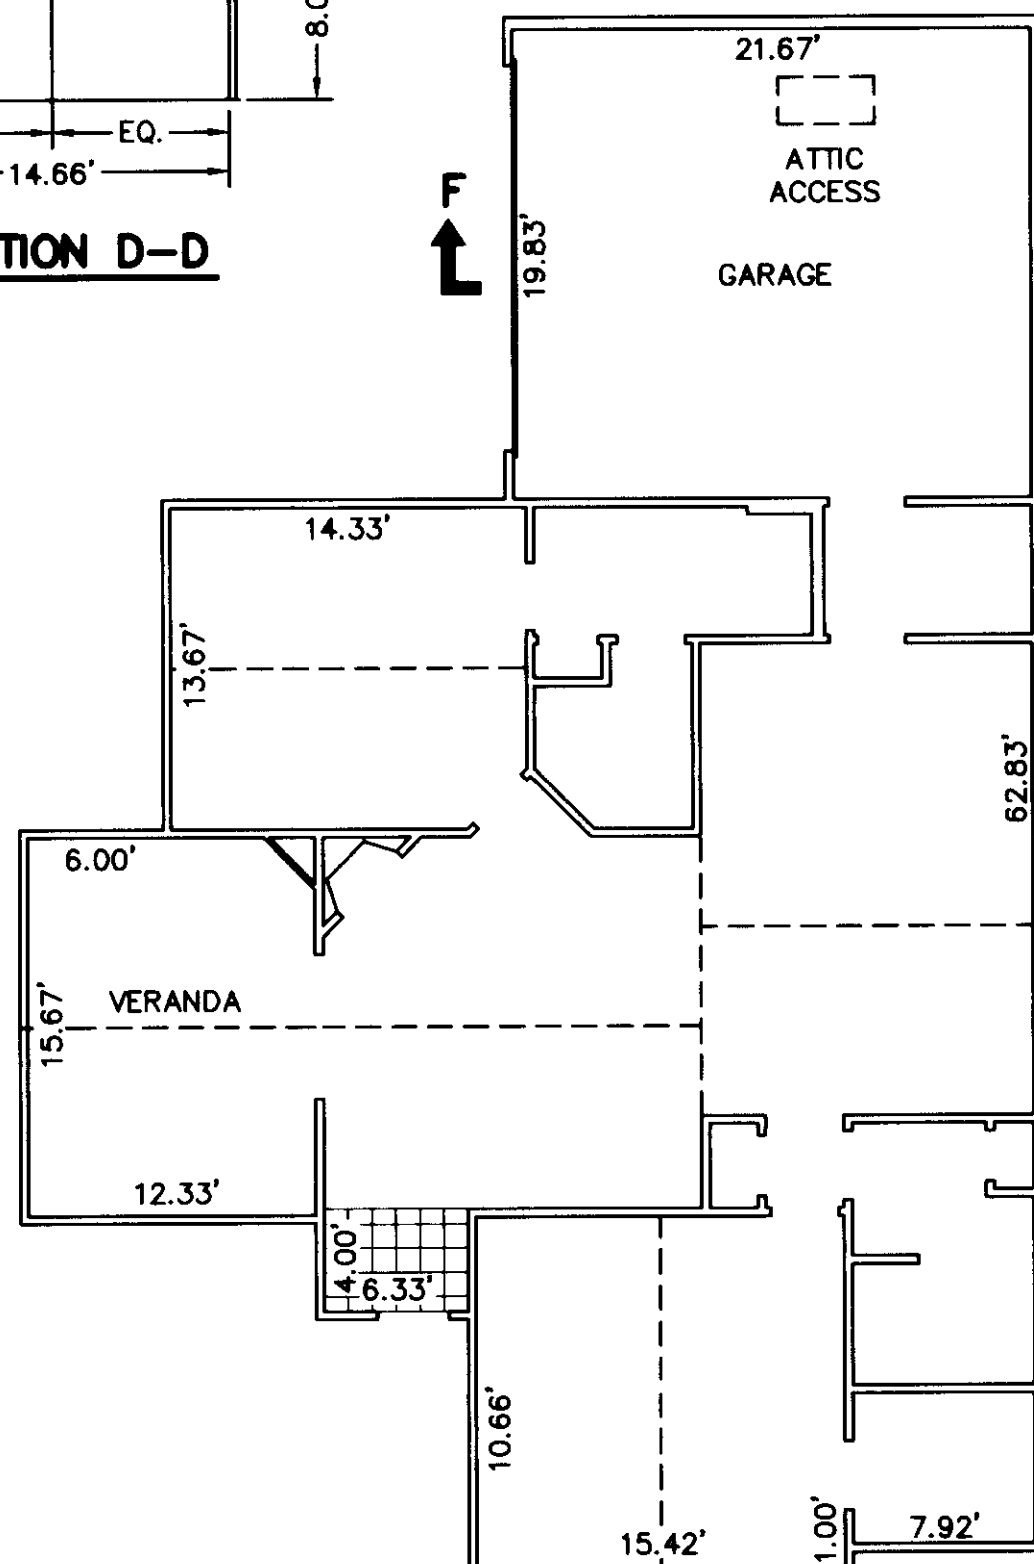 8.0
EQ.
14.66'
TION D-D
F
21.67'
ATTIC
ACCESS
19.83'
GARAGE
14.33'
13.67'
62.83'
6.00'
15.67'
VERANDA
12.33'
4.00'
6.33'
10.66'
15.42'
1.00'
7.92'